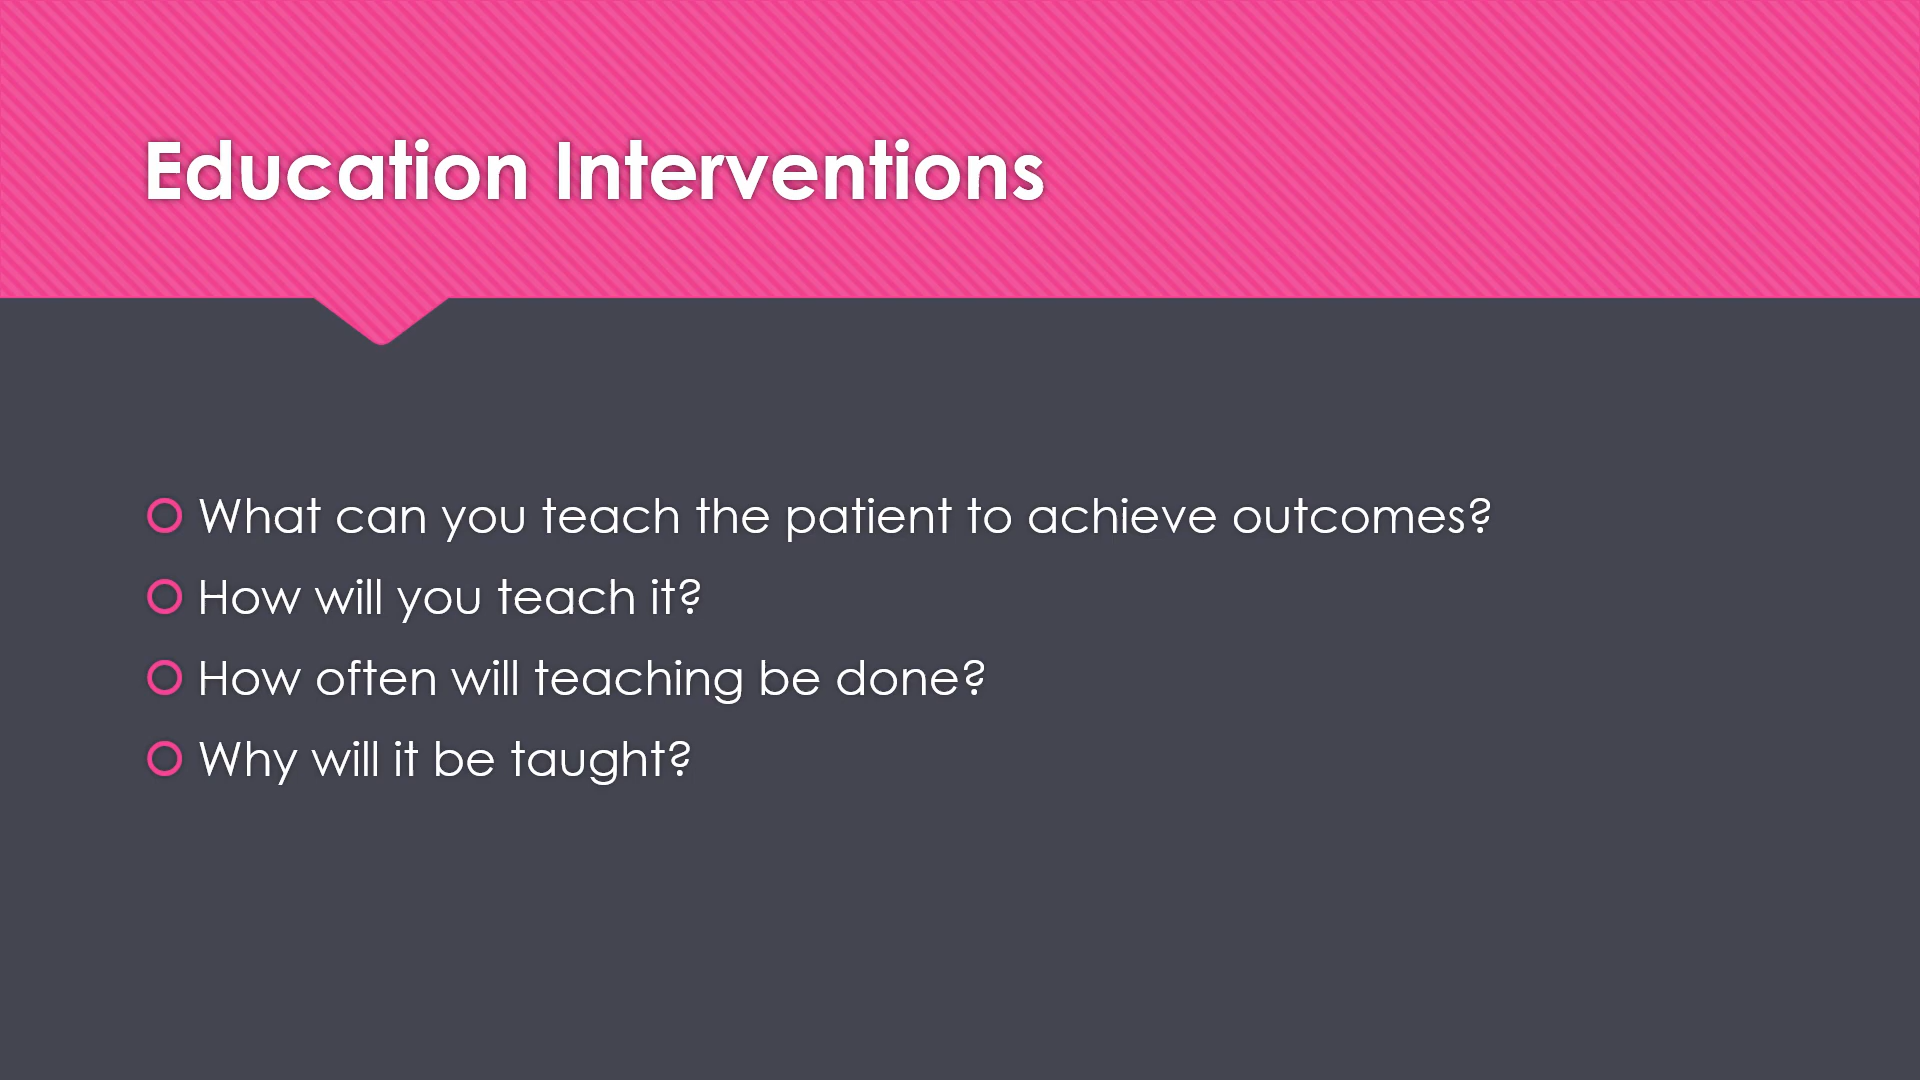 Education Interventions
What can you teach the patient to achieve outcomes?
How will you teach it?
How often will teaching be done?
Why will it be taught?